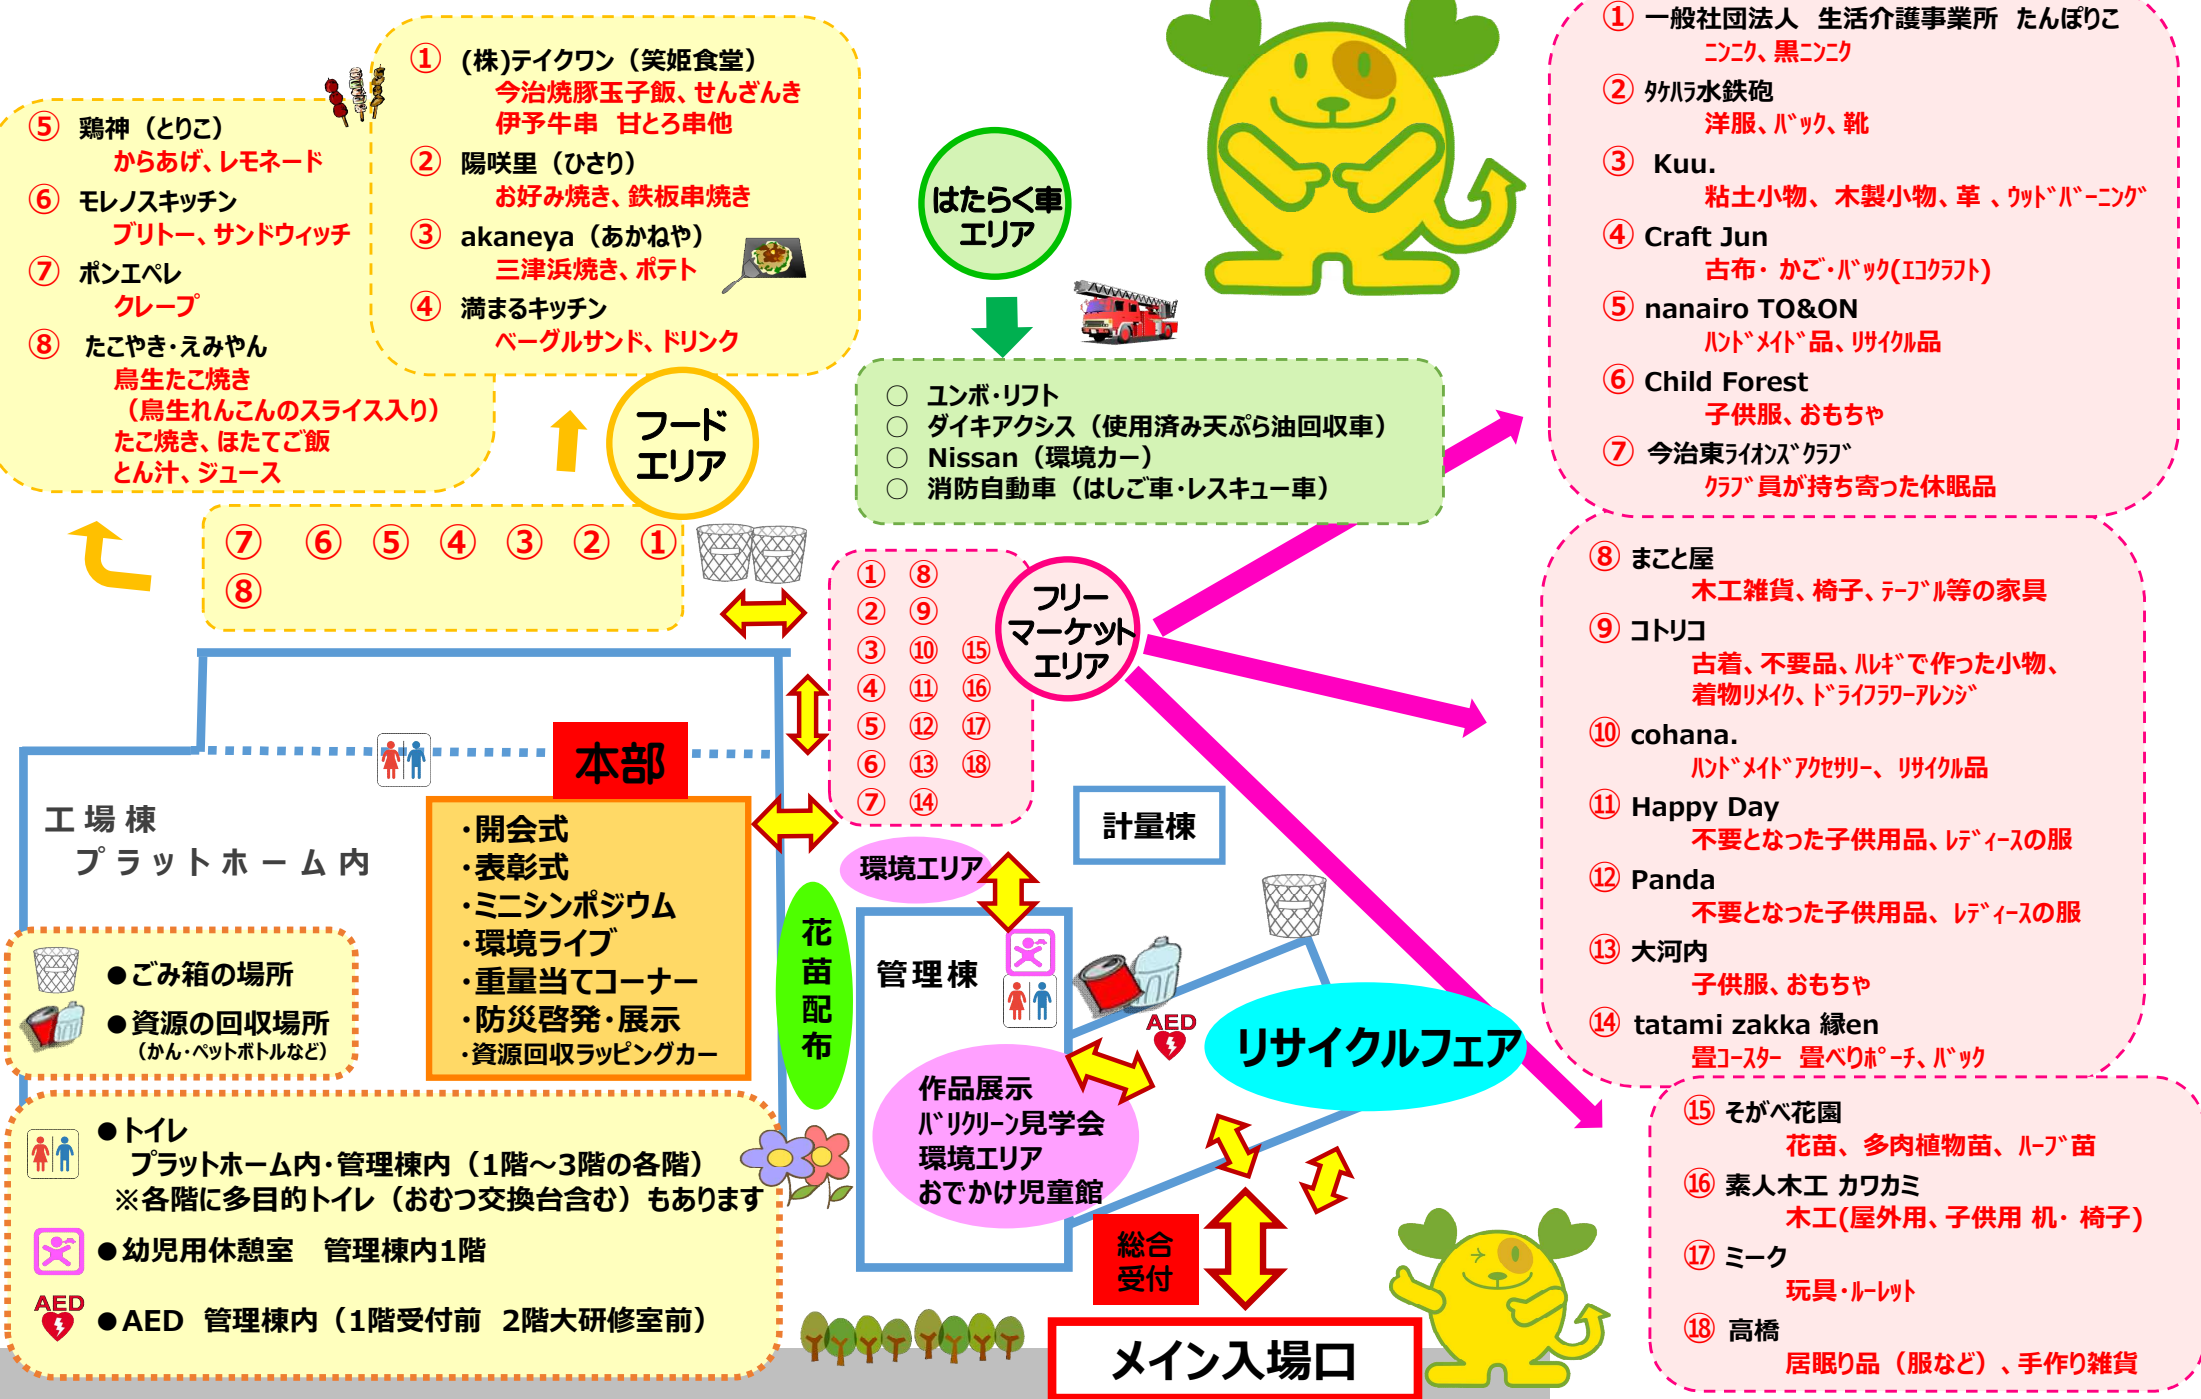 ① (株)テイクワン（笑姫食堂）
今治焼豚玉子飯、せんざんき
伊予牛串　甘とろ串他
② 陽咲里（ひさり）
お好み焼き、鉄板串焼き
③ akaneya（あかねや）
三津浜焼き、ポテト
④ 満まるキッチン
ベーグルサンド、ドリンク
⑤ 鶏神（とりこ）
からあげ、レモネード
⑥ モレノスキッチン
ブリトー、サンドウィッチ
⑦ ポンエペレ
クレープ
⑧ たこやき・えみやん
鳥生たこ焼き
（鳥生れんこんのスライス入り）
たこ焼き、ほたてご飯
とん汁、ジュース
フード
エリア
⑦ ⑥ ⑤ ④ ③ ② ①
⑧
はたらく車
エリア
○ ユンボ・リフト
○ ダイキアクシス（使用済み天ぷら油回収車）
○ Nissan（環境カー）
○ 消防自動車（はしご車・レスキュー車）
フリー
マーケット
エリア
① ⑧
② ⑨
③ ⑩ ⑮
④ ⑪ ⑯
⑤ ⑫ ⑰
⑥ ⑬ ⑱
⑦ ⑭
① 一般社団法人　生活介護事業所　たんぽりこ
ﾆﾝﾆｸ、黒ﾆﾝﾆｸ
② ﾀｹﾊﾗ水鉄砲
洋服、ﾊﾞｯｸ、靴
③ Kuu.
粘土小物、木製小物、革、ｳｯﾄﾞﾊﾞｰﾆﾝｸﾞ
④ Craft Jun
古布・かご・ﾊﾞｯｸ(ｴｺｸﾗﾌﾄ)
⑤ nanairo TO&ON
ﾊﾝﾄﾞﾒｲﾄﾞ品、ﾘｻｲｸﾙ品
⑥ Child Forest
子供服、おもちゃ
⑦ 今治東ﾗｲｵﾝｽﾞｸﾗﾌﾞ
ｸﾗﾌﾞ員が持ち寄った休眠品
⑧ まこと屋
木工雑貨、椅子、ﾃｰﾌﾞﾙ等の家具
⑨ コトリコ
古着、不要品、ﾊﾙｷﾞで作った小物、
着物ﾘﾒｲｸ、ﾄﾞﾗｲﾌﾗﾜｰｱﾚﾝｼﾞ
⑩ cohana.
ﾊﾝﾄﾞﾒｲﾄﾞｱｸｾｻﾘｰ、ﾘｻｲｸﾙ品
⑪ Happy Day
不要となった子供用品、ﾚﾃﾞｨｰｽの服
⑫ Panda
不要となった子供用品、ﾚﾃﾞｨｰｽの服
⑬ 大河内
子供服、おもちゃ
⑭ tatami zakka 縁en
畳ｺｰｽﾀｰ　畳べりﾎﾟｰﾁ、ﾊﾞｯｸ
⑮ そがべ花園
花苗、多肉植物苗、ﾊｰﾌﾞ苗
⑯ 素人木工 カワカミ
木工(屋外用、子供用 机・椅子)
⑰ ミーク
玩具・ﾙｰﾚｯﾄ
⑱ 高橋
居眠り品（服など）、手作り雑貨
工場棟
プラットホーム内
本部
・開会式
・表彰式
・ミニシンポジウム
・環境ライブ
・重量当てコーナー
・防災啓発・展示
・資源回収ラッピングカー
花苗配布
環境エリア
計量棟
管理棟
AED
リサイクルフェア
作品展示
ﾊﾞﾘｸﾘｰﾝ見学会
環境エリア
おでかけ児童館
総合
受付
メイン入場口
●ごみ箱の場所
●資源の回収場所
（かん・ペットボトルなど）
●トイレ
プラットホーム内・管理棟内（1階～3階の各階）
※各階に多目的トイレ（おむつ交換台含む）もあります
●幼児用休憩室　管理棟内1階
AED
●AED　管理棟内（1階受付前　2階大研修室前）